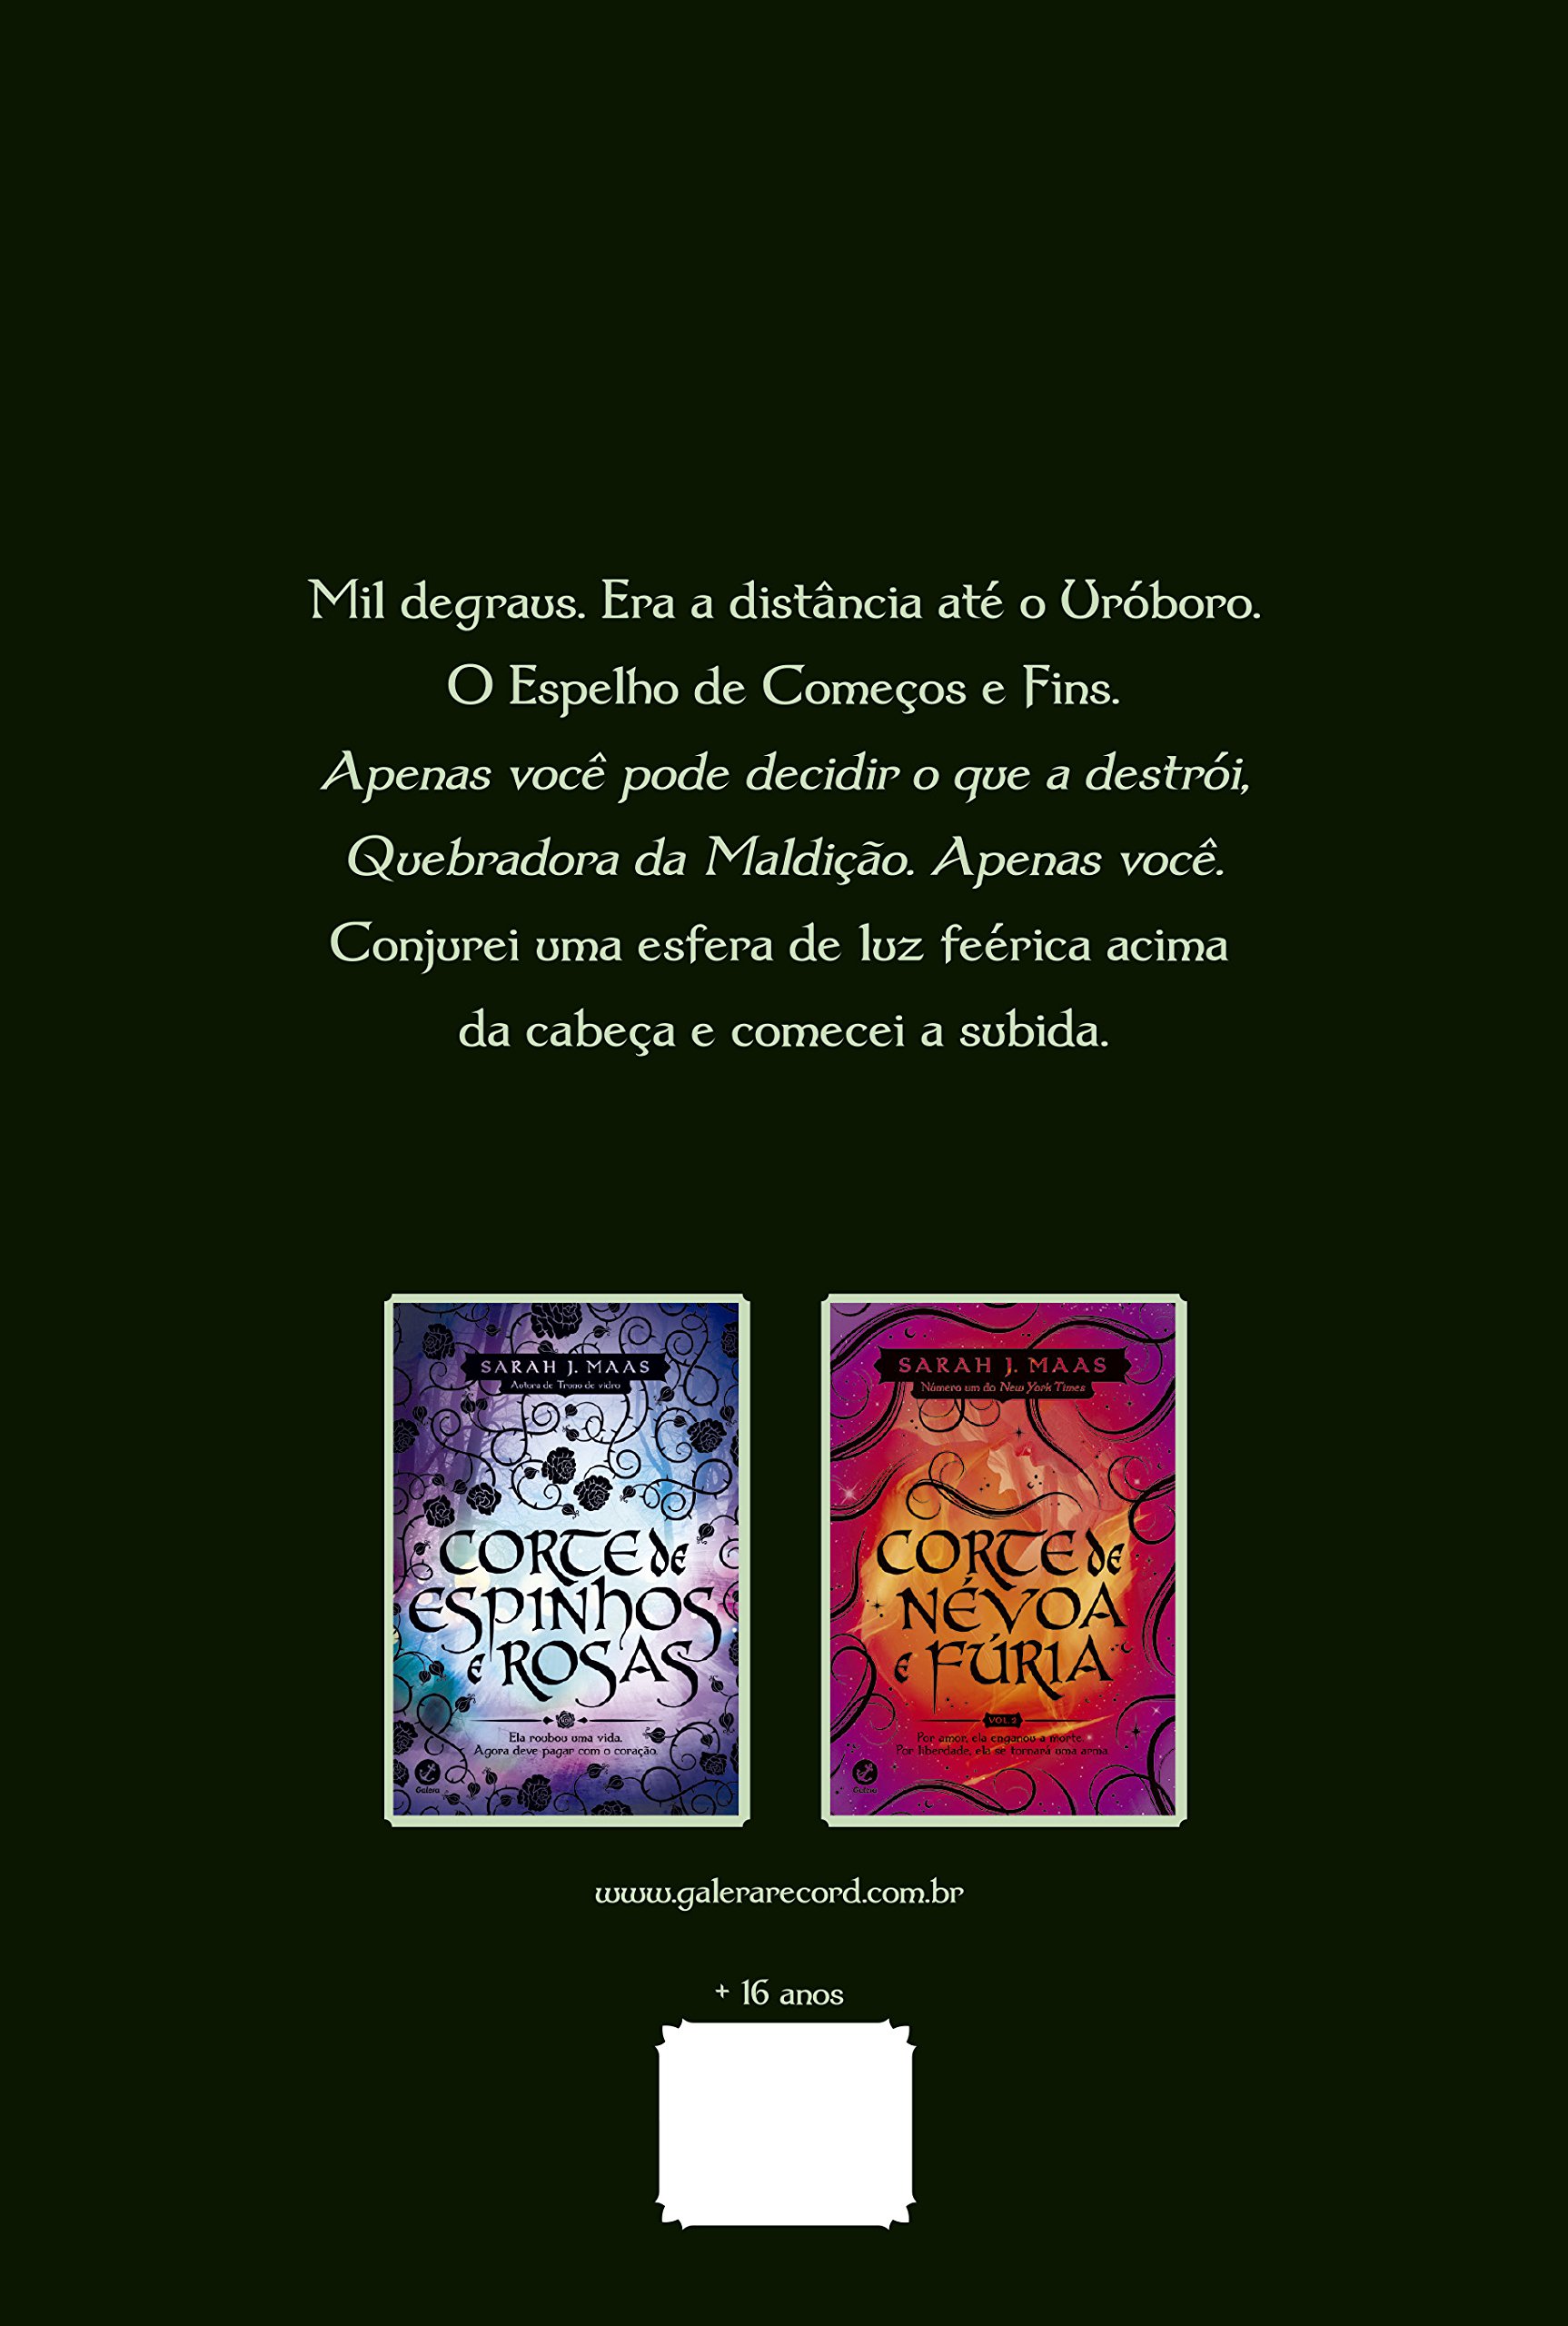 Mil degraus. Era a distância até o Uróboro.
O Espelho de Começos e Fins.
Apenas você pode decidir o que a destrói,
Quebradora da Maldição. Apenas você.
Conjurei uma esfera de luz feérica acima
da cabeça e comecei a subida.
SARAH J. MAAS
Autora de Trono de vidro
CORTE DE
ESPINHOS
E ROSAS
Ela roubou uma vida.
Agora deve pagar com o coração.
Galera
SARAH J. MAAS
Número um do New York Times
CORTE DE
NÉVOA
E FÚRIA
VOL. 2
Por amor, ela enganou a morte.
Por liberdade, ela se tornará uma arma.
Galera
www.galerarecord.com.br
+ 16 anos